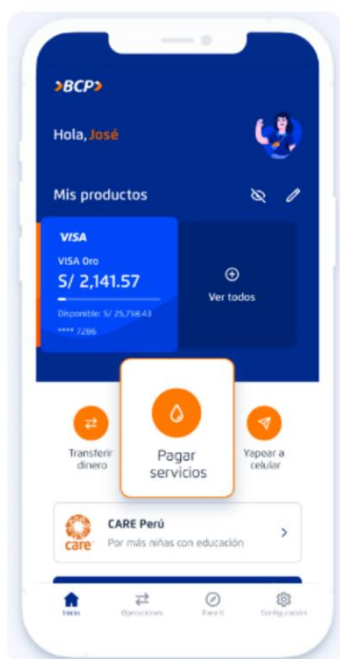 >BCP>
Hola, José
Mis productos
VISA
VISA Oro
S/ 2,141.57
Disponible: S/ 25,758.43
**** 7286
Ver todos
Transferir
dinero
Pagar
servicios
Yapear a
celular
care
CARE Perú
Por más niñas con educación
Inicio
Operaciones
Para ti
Configuración